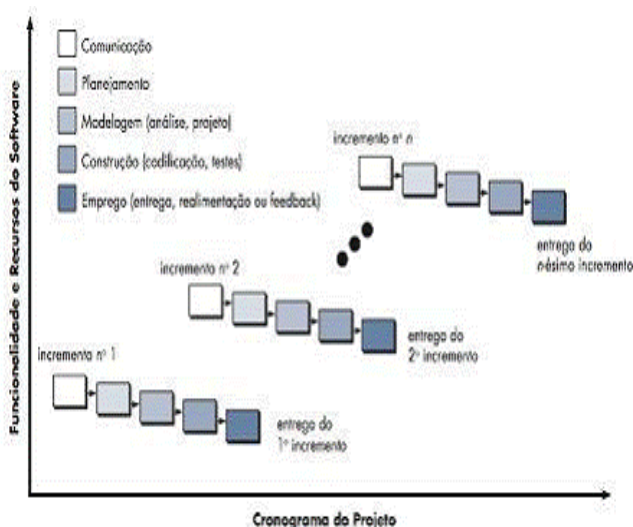 Funcionalidade e Recursos do Software
Comunicação
Planejamento
Modelagem (análise, projeto)
Construção (codificação, testes)
Emprego (entrega, realimentação ou feedback)
incremento nº n
entrega do
n-ésimo incremento
incremento nº 2
entrega do
2º incremento
incremento nº 1
entrega do
1º incremento
Cronograma do Projeto